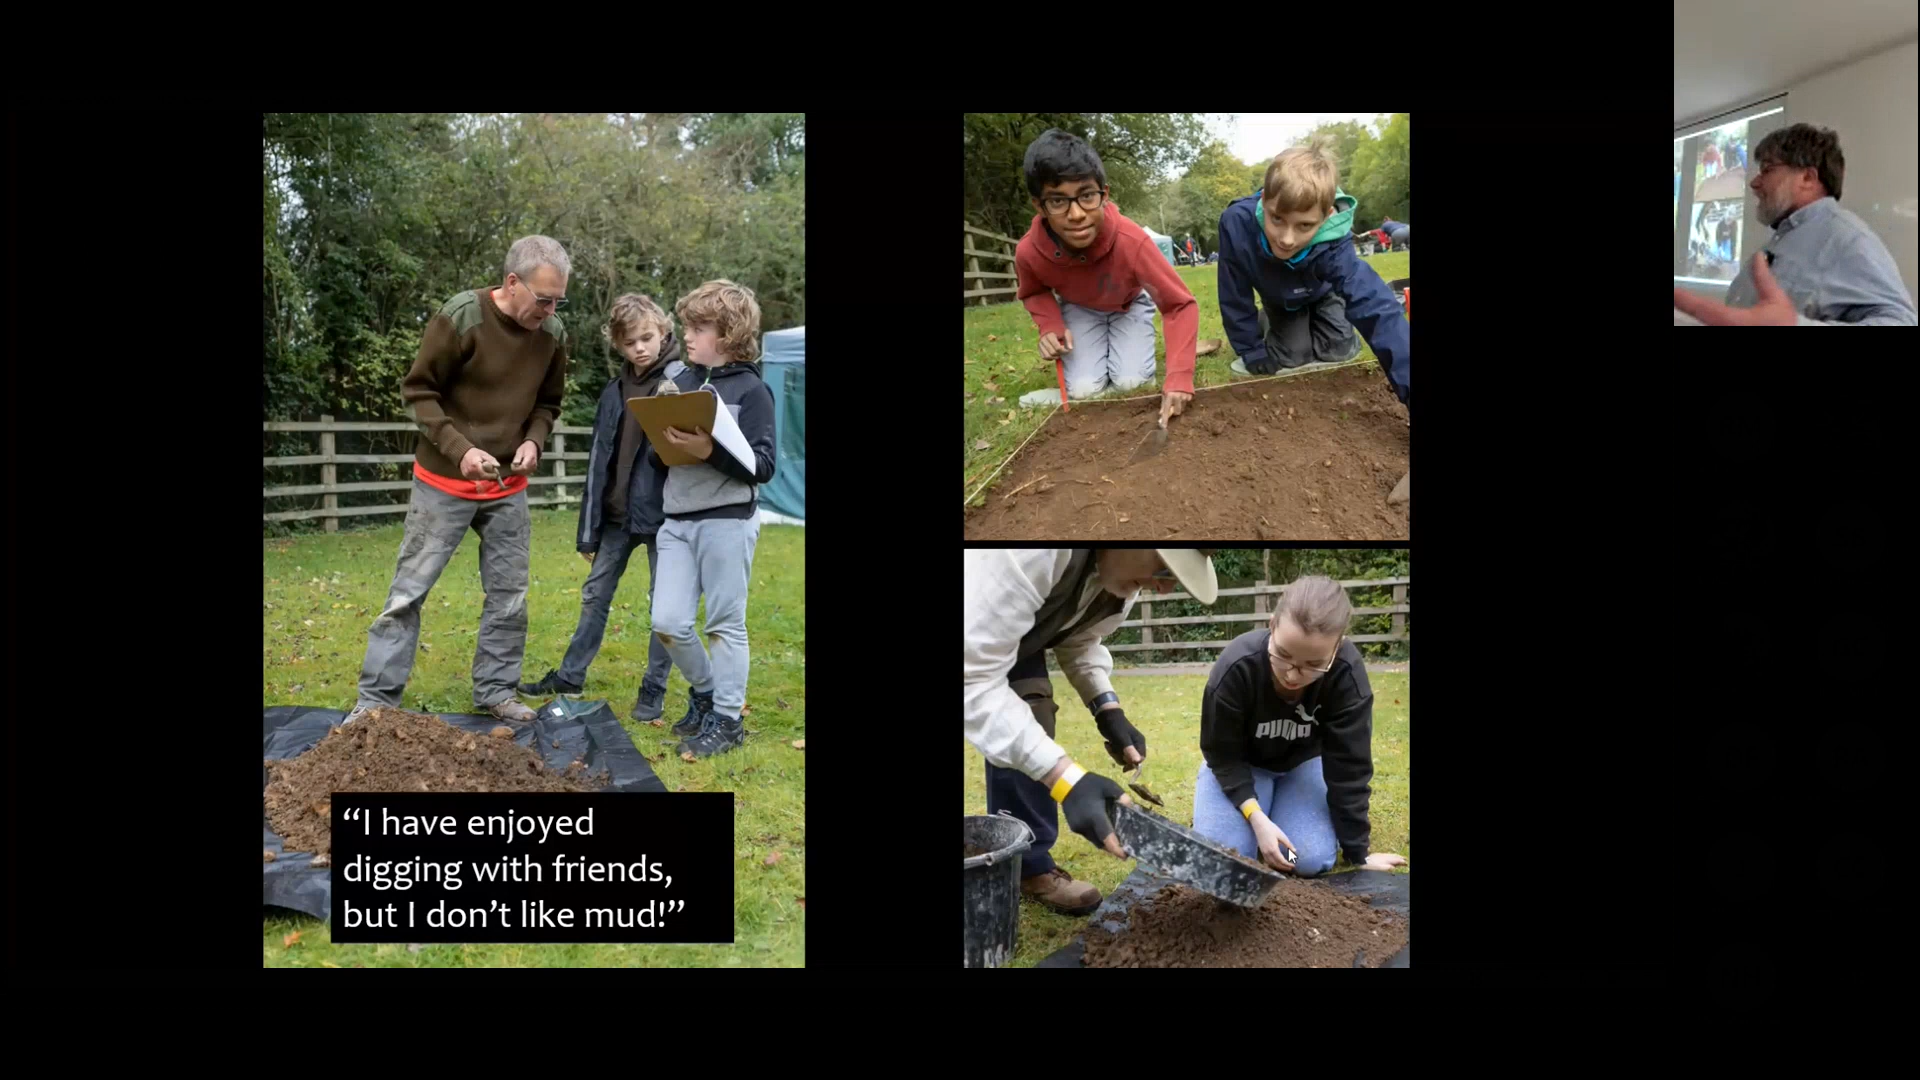 “I have enjoyed
digging with friends,
but I don’t like mud!”
PUMA